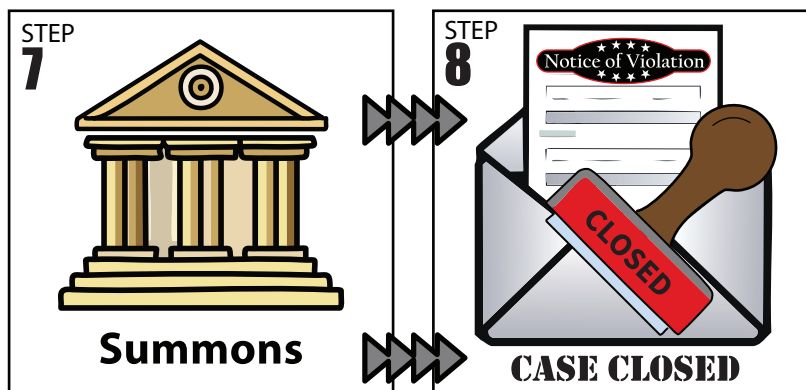 STEP
7
Summons
STEP
8
Notice of Violation
CLOSED
CASE CLOSED